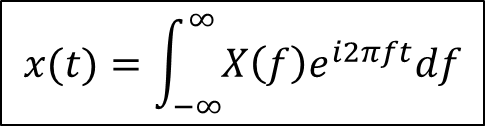 x(t) = ∫_{-∞}^{∞} X(f)e^{i2πft}df